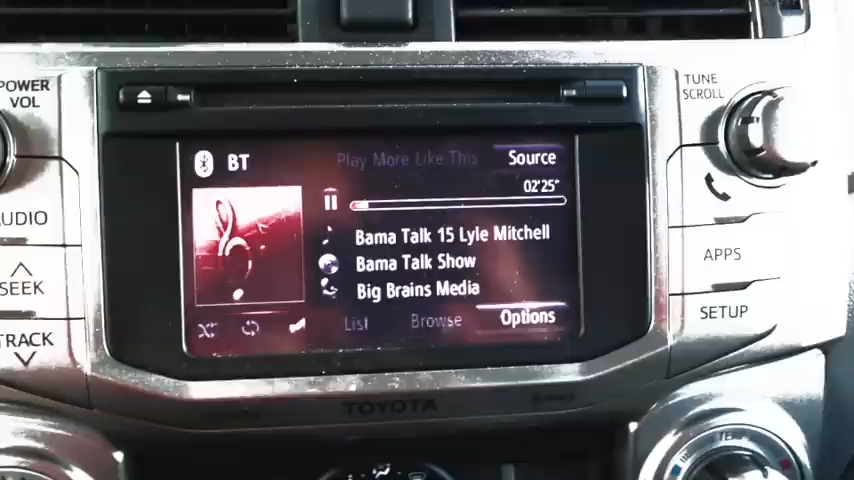 POWER
VOL
AUDIO
SEEK
TRACK
BT
Play More Like This
Source
02'25"
Bama Talk 15 Lyle Mitchell
Bama Talk Show
Big Brains Media
List
Browse
Options
TOYOTA
TUNE
SCROLL
APPS
SETUP
TEMP